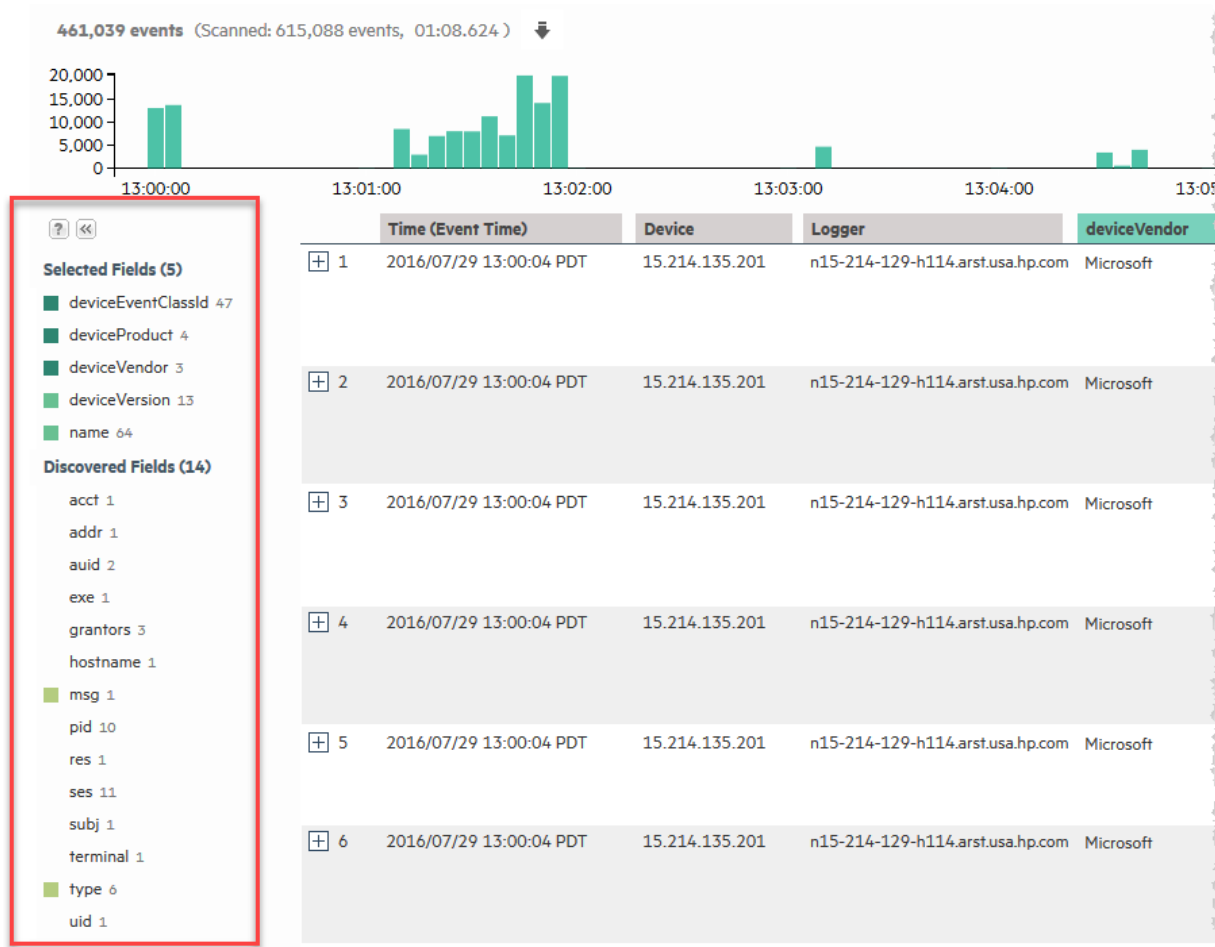 461,039 events (Scanned: 615,088 events, 01:08.624 )
20,000
15,000
10,000
5,000
0
13:00:00 13:01:00 13:02:00 13:03:00 13:04:00 13:05
? «
Selected Fields (5)
deviceEventClassId 47
deviceProduct 4
deviceVendor 3
deviceVersion 13
name 64
Discovered Fields (14)
acct 1
addr 1
auid 2
exe 1
grantors 3
hostname 1
msg 1
pid 10
res 1
ses 11
subj 1
terminal 1
type 6
uid 1
Time (Event Time) Device Logger deviceVendor
1 2016/07/29 13:00:04 PDT 15.214.135.201 n15-214-129-h114.arst.usa.hp.com Microsoft
2 2016/07/29 13:00:04 PDT 15.214.135.201 n15-214-129-h114.arst.usa.hp.com Microsoft
3 2016/07/29 13:00:04 PDT 15.214.135.201 n15-214-129-h114.arst.usa.hp.com Microsoft
4 2016/07/29 13:00:04 PDT 15.214.135.201 n15-214-129-h114.arst.usa.hp.com Microsoft
5 2016/07/29 13:00:04 PDT 15.214.135.201 n15-214-129-h114.arst.usa.hp.com Microsoft
6 2016/07/29 13:00:04 PDT 15.214.135.201 n15-214-129-h114.arst.usa.hp.com Microsoft